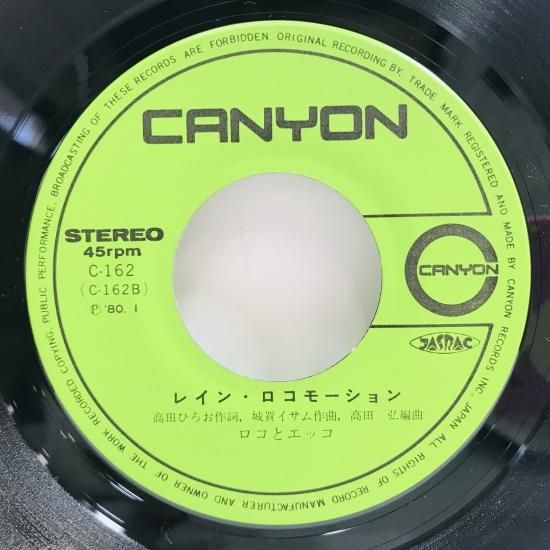 CANYON
STEREO
45rpm
C-162
(C-162B)
Ⓟ '80. 1
CANYON
JASRAC
レイン・ロコモーション
高田ひろお作詞, 城賀イサム作曲, 高田 弘編曲
ロコとエッコ
ALL RIGHTS OF RECORD MANUFACTURER AND OWNER OF THE WORK RECORDED COPYING, PUBLIC PERFORMANCE, BROADCASTING OF THESE RECORDS ARE FORBIDDEN. ORIGINAL RECORDING BY, TRADE MARK REGISTERED AND MADE BY CANYON RECORDS INC, JAPAN